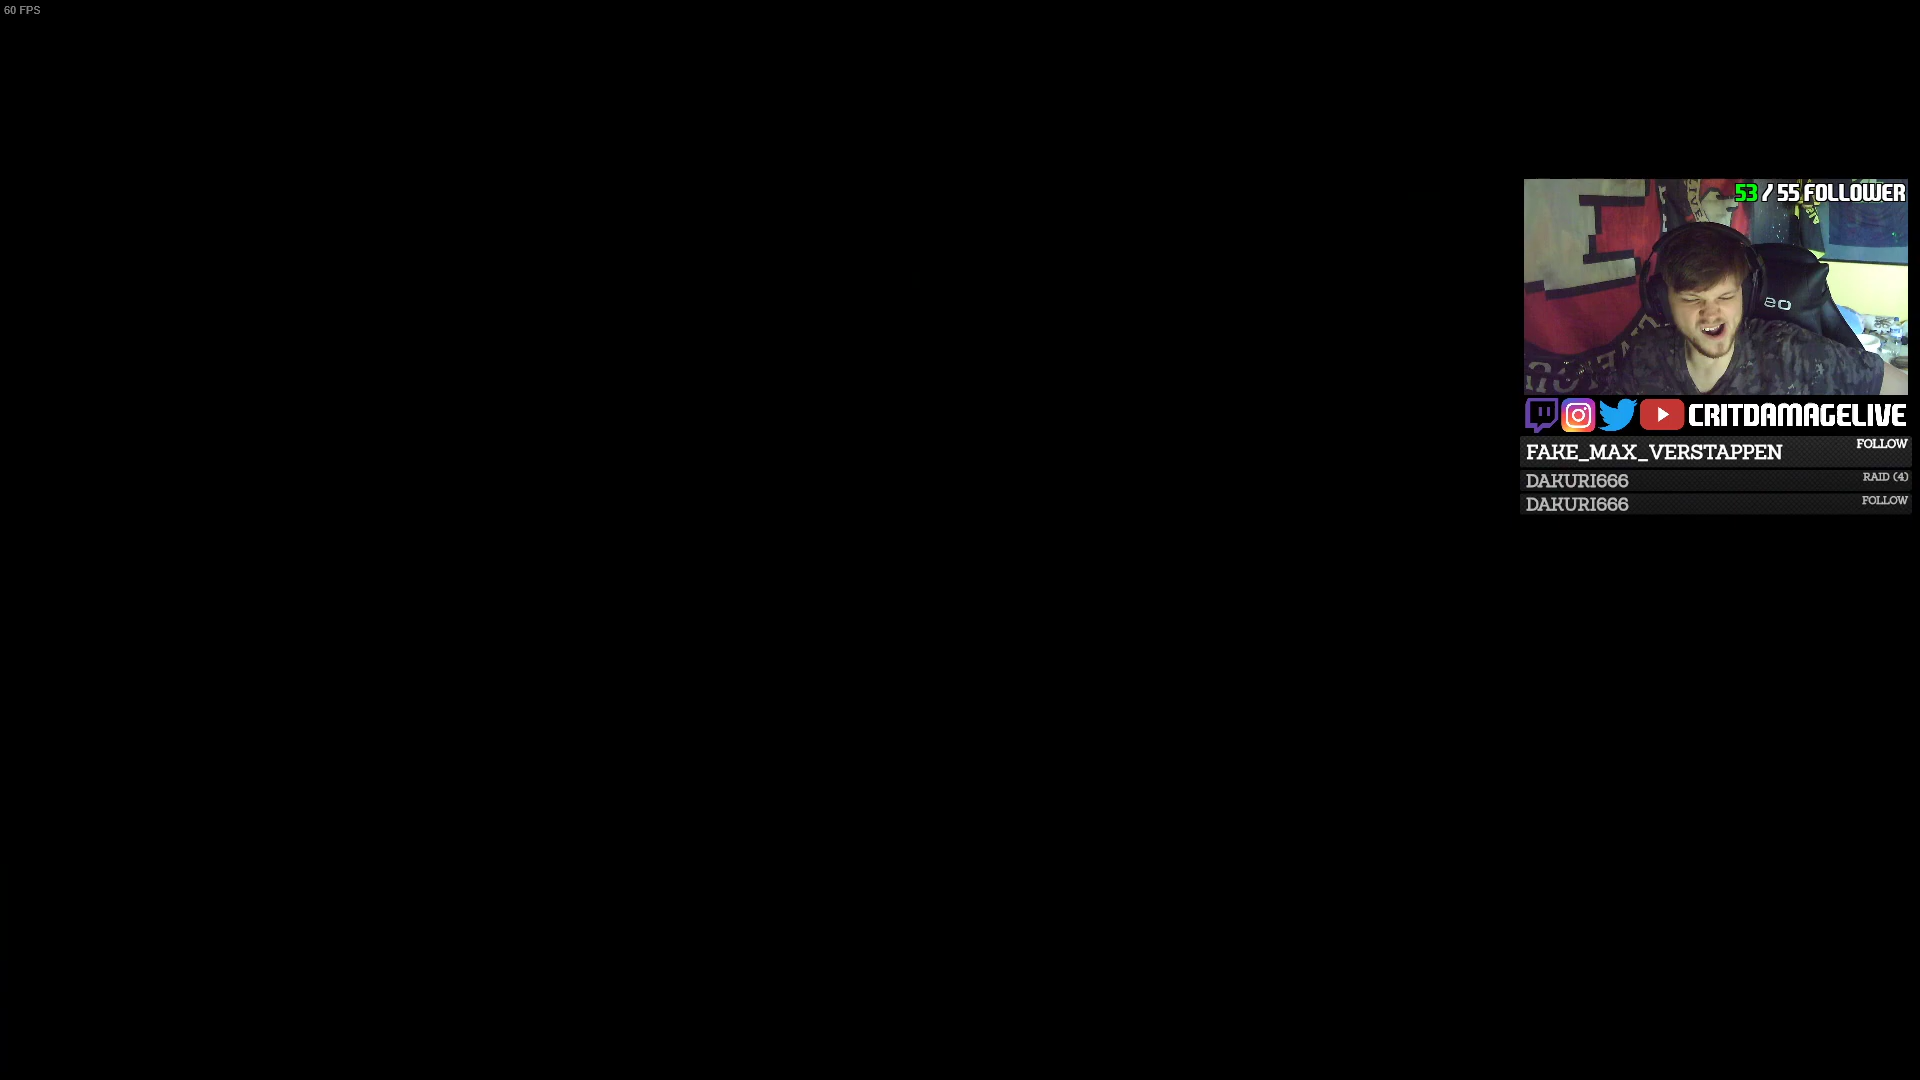 60 FPS
53 / 55 FOLLOWER
CRITDAMAGELIVE
FAKE_MAX_VERSTAPPEN FOLLOW
DAKURI666 RAID (4)
DAKURI666 FOLLOW